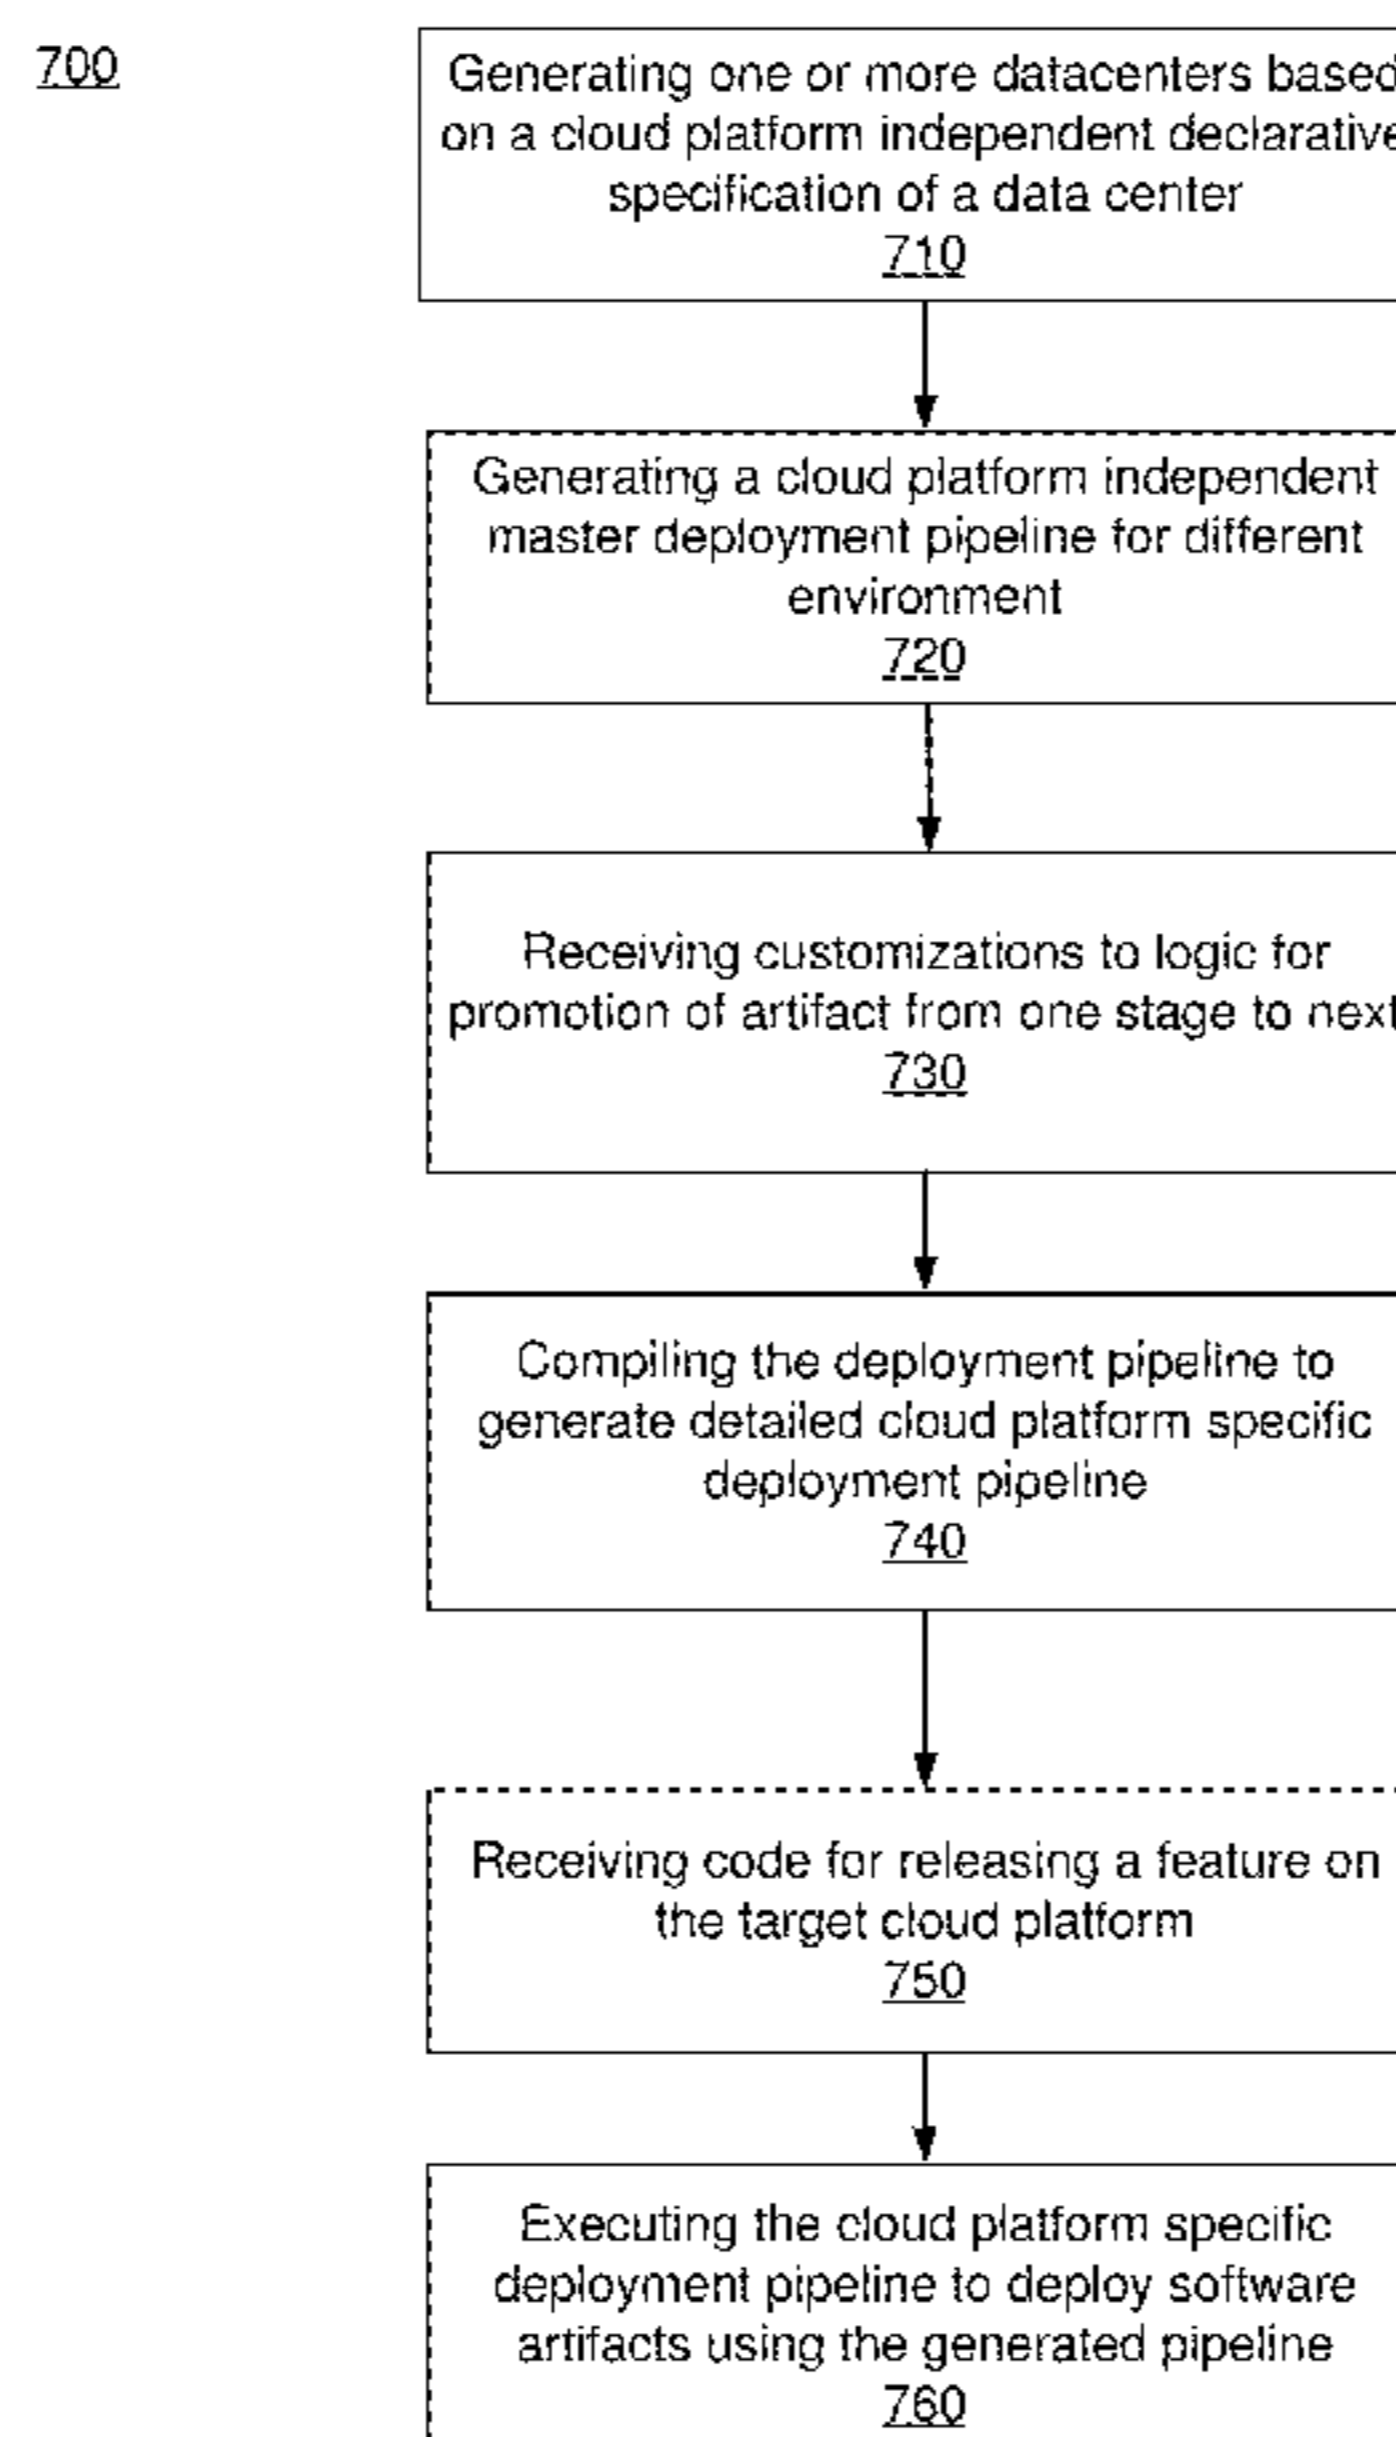 700
Generating one or more datacenters based
on a cloud platform independent declarative
specification of a data center
710
Generating a cloud platform independent
master deployment pipeline for different
environment
720
Receiving customizations to logic for
promotion of artifact from one stage to next
730
Compiling the deployment pipeline to
generate detailed cloud platform specific
deployment pipeline
740
Receiving code for releasing a feature on
the target cloud platform
750
Executing the cloud platform specific
deployment pipeline to deploy software
artifacts using the generated pipeline
760